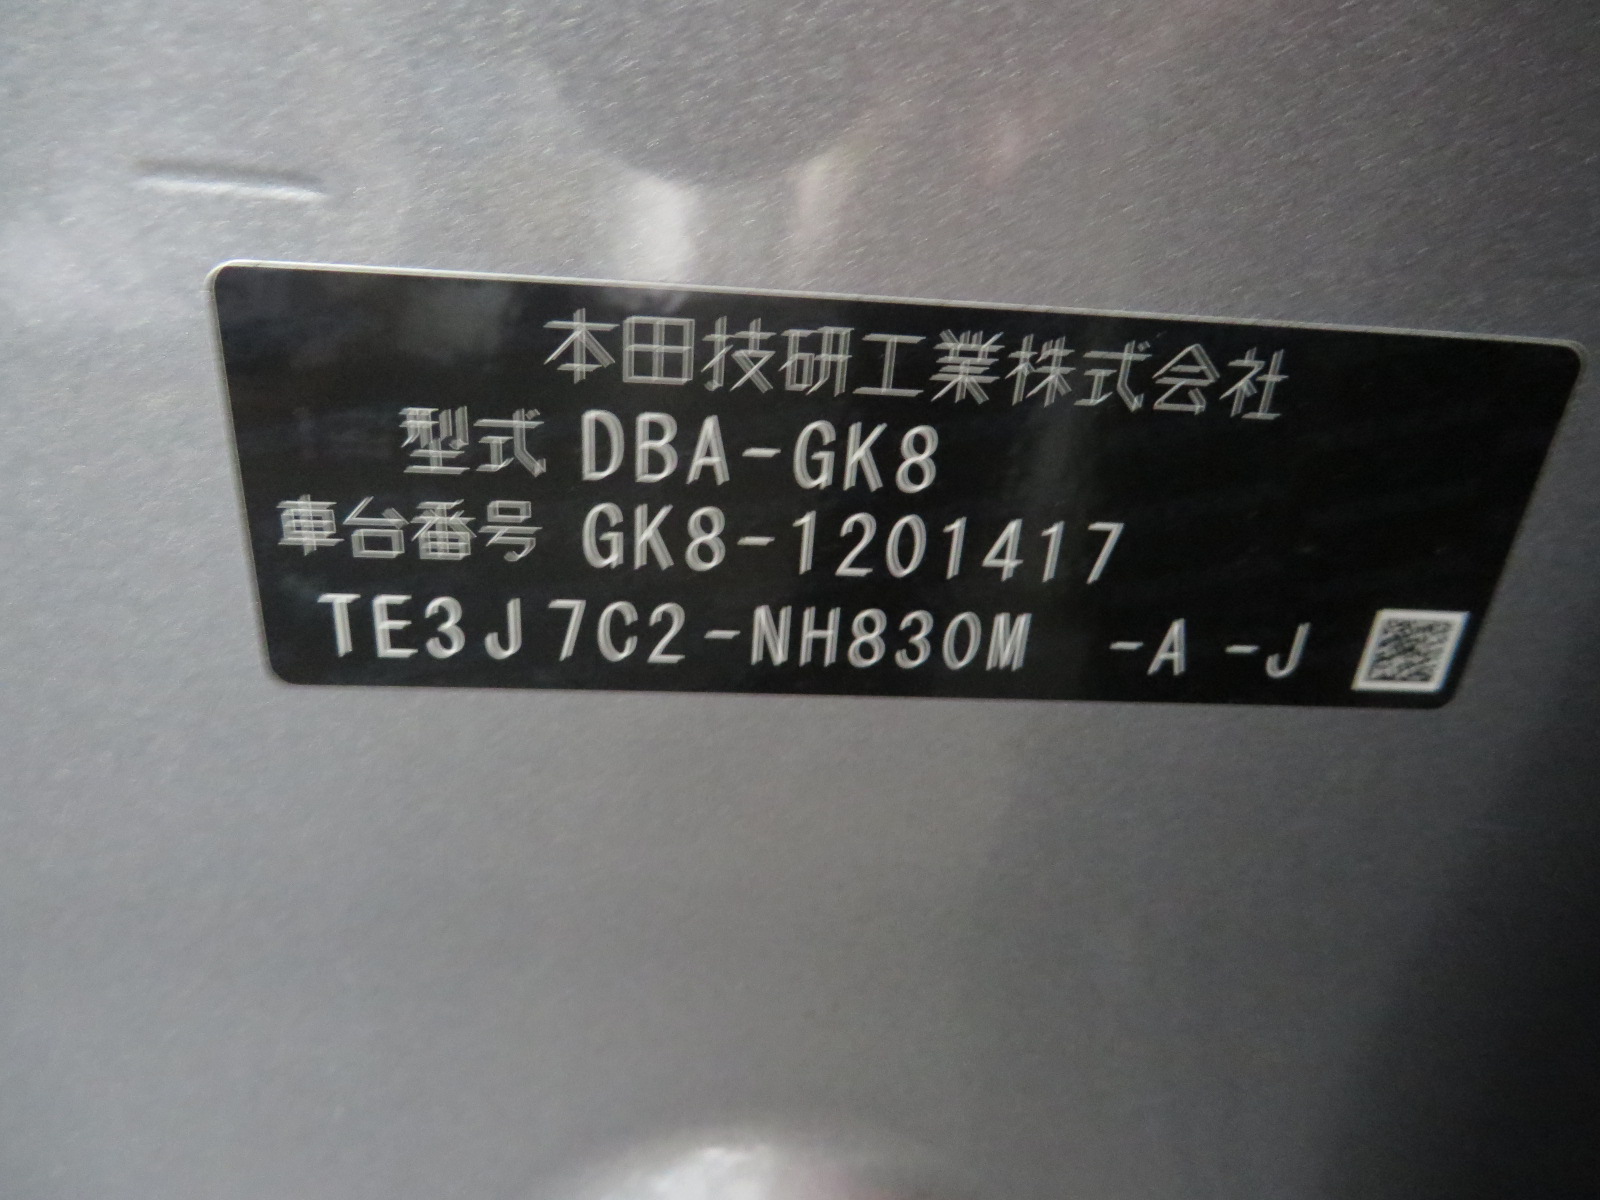 本田技研工業株式会社
型式 DBA-GK8
車台番号 GK8-1201417
TE3J7C2-NH830M -A -J